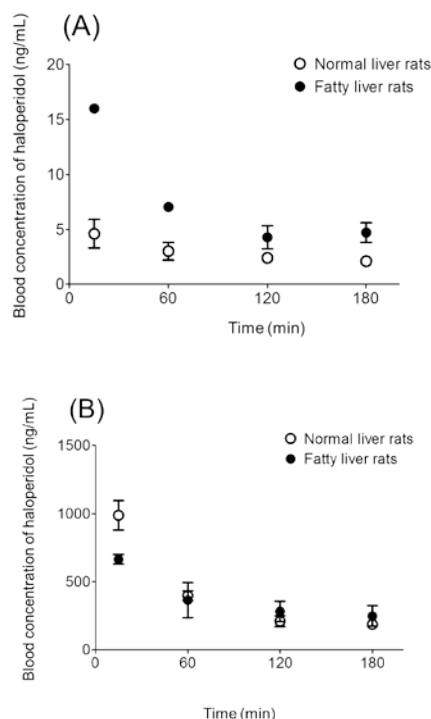 (A)
Blood concentration of haloperidol (ng/mL)
Normal liver rats
Fatty liver rats
20
15
10
5
0
0 60 120 180
Time (min)
(B)
Blood concentration of haloperidol (ng/mL)
Normal liver rats
Fatty liver rats
1500
1000
500
0
0 60 120 180
Time (min)